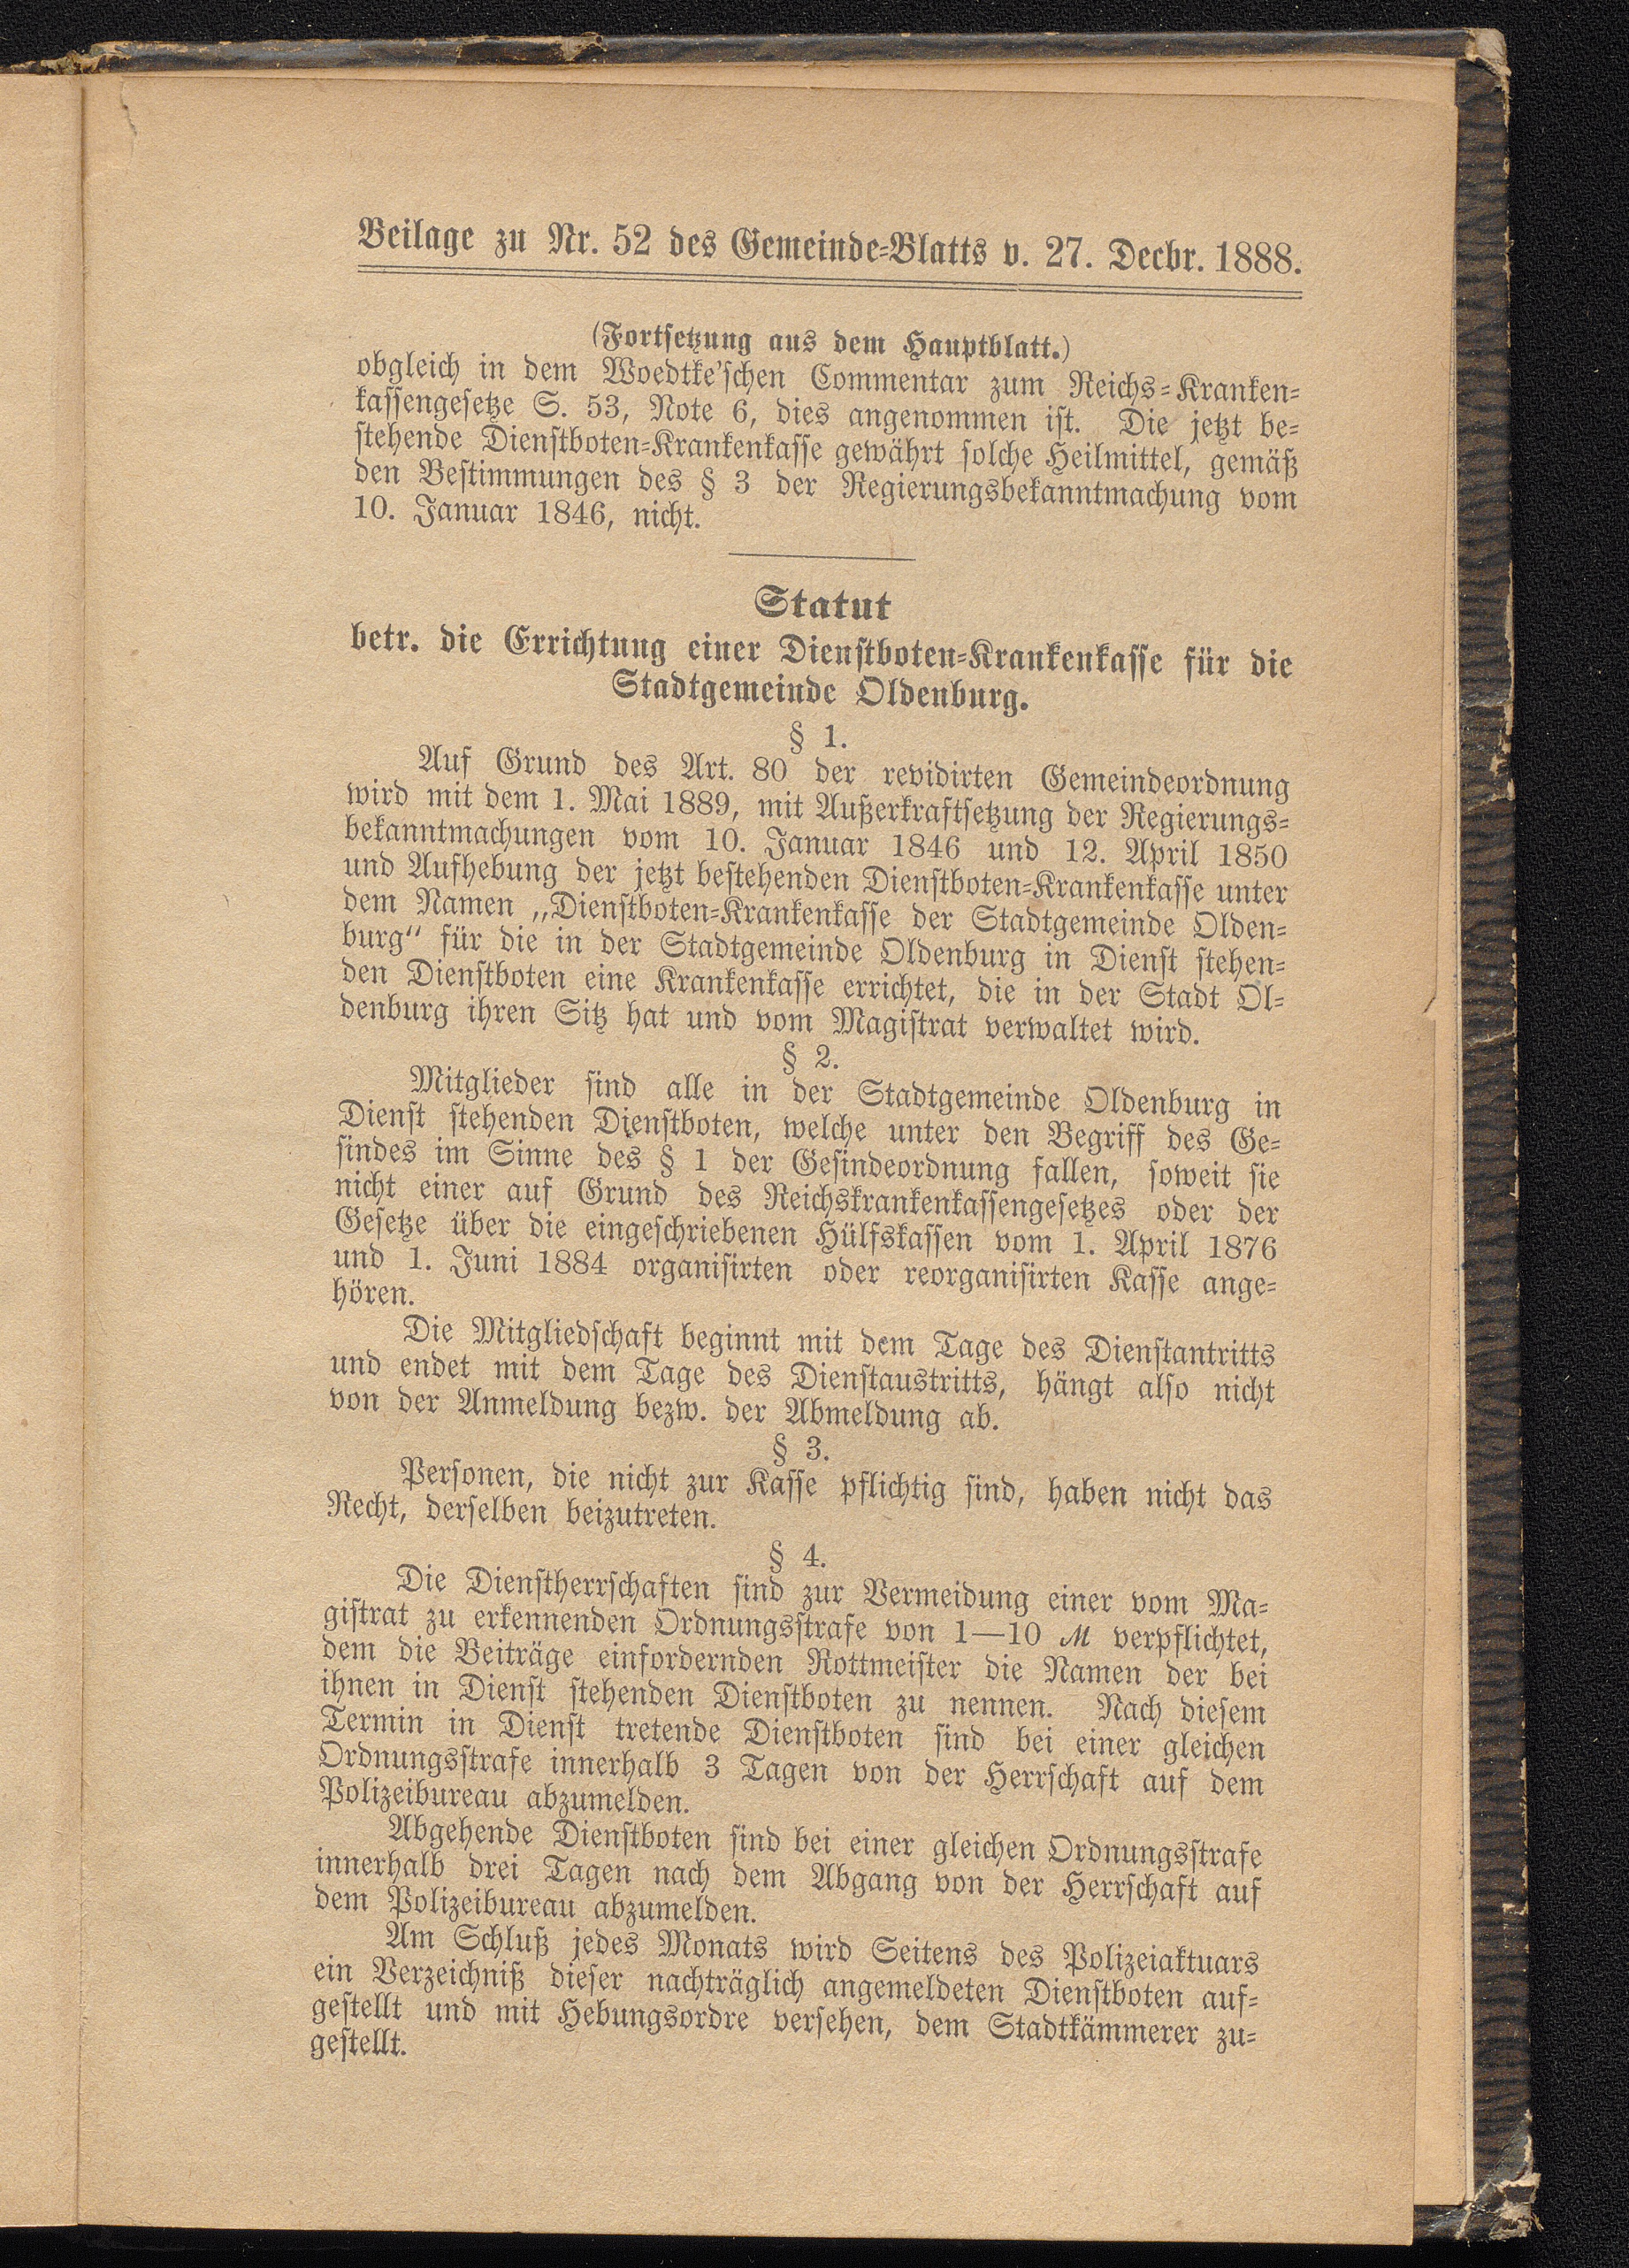 Beilage zu Nr. 52 des Gemeinde-Blatts v. 27. Decbr. 1888.
(Fortsetzung aus dem Hauptblatt.)
obgleich in dem Woedtke'schen Commentar zum Reichs-Kranken-
kassengesetze S. 53, Note 6, dies angenommen ist. Die jetzt be-
stehende Dienstboten-Krankenkasse gewährt solche Heilmittel, gemäß
den Bestimmungen des § 3 der Regierungsbekanntmachung vom
10. Januar 1846, nicht.
Statut
betr. die Errichtung einer Dienstboten-Krankenkasse für die
Stadtgemeinde Oldenburg.
§ 1.
Auf Grund des Art. 80 der revidirten Gemeindeordnung
wird mit dem 1. Mai 1889, mit Außerkraftsetzung der Regierungs-
bekanntmachungen vom 10. Januar 1846 und 12. April 1850
und Aufhebung der jetzt bestehenden Dienstboten-Krankenkasse unter
dem Namen „Dienstboten-Krankenkasse der Stadtgemeinde Olden-
burg“ für die in der Stadtgemeinde Oldenburg in Dienst stehen-
den Dienstboten eine Krankenkasse errichtet, die in der Stadt Ol-
denburg ihren Sitz hat und vom Magistrat verwaltet wird.
§ 2.
Mitglieder sind alle in der Stadtgemeinde Oldenburg in
Dienst stehenden Dienstboten, welche unter den Begriff des Ge-
sindes im Sinne des § 1 der Gesindeordnung fallen, soweit sie
nicht einer auf Grund des Reichskrankenkassengesetzes oder der
Gesetze über die eingeschriebenen Hülfskassen vom 1. April 1876
und 1. Juni 1884 organisirten oder reorganisirten Kasse ange-
hören.
Die Mitgliedschaft beginnt mit dem Tage des Dienstantritts
und endet mit dem Tage des Dienstaustritts, hängt also nicht
von der Anmeldung bezw. der Abmeldung ab.
§ 3.
Personen, die nicht zur Kasse pflichtig sind, haben nicht das
Recht, derselben beizutreten.
§ 4.
Die Dienstherrschaften sind zur Vermeidung einer vom Ma-
gistrat zu erkennenden Ordnungsstrafe von 1—10 M verpflichtet,
dem die Beiträge einfordernden Rottmeister die Namen der bei
ihnen in Dienst stehenden Dienstboten zu nennen. Nach diesem
Termin in Dienst tretende Dienstboten sind bei einer gleichen
Ordnungsstrafe innerhalb 3 Tagen von der Herrschaft auf dem
Polizeibureau abzumelden.
Abgehende Dienstboten sind bei einer gleichen Ordnungsstrafe
innerhalb drei Tagen nach dem Abgang von der Herrschaft auf
dem Polizeibureau abzumelden.
Am Schluß jedes Monats wird Seitens des Polizeiaktuars
ein Verzeichniß dieser nachträglich angemeldeten Dienstboten auf-
gestellt und mit Hebungsordre versehen, dem Stadtkämmerer zu-
gestellt.